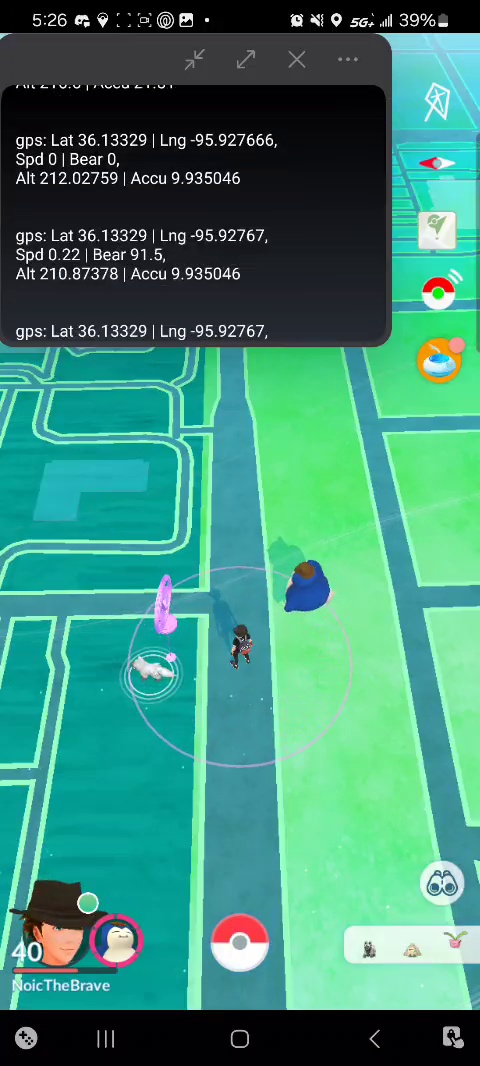 5:26
5G+
39%
gps: Lat 36.13329 | Lng -95.927666,
Spd 0 | Bear 0,
Alt 212.02759 | Accu 9.935046
gps: Lat 36.13329 | Lng -95.92767,
Spd 0.22 | Bear 91.5,
Alt 210.87378 | Accu 9.935046
gps: Lat 36.13329 | Lng -95.92767,
40
NoicTheBrave